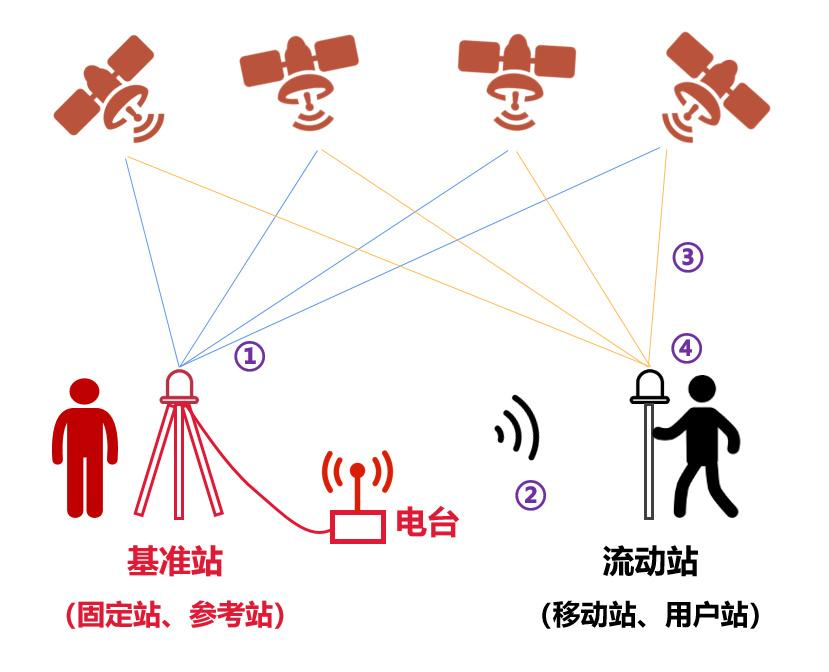 ③
①
④
②
电台
基准站
流动站
(固定站、参考站)
(移动站、用户站)